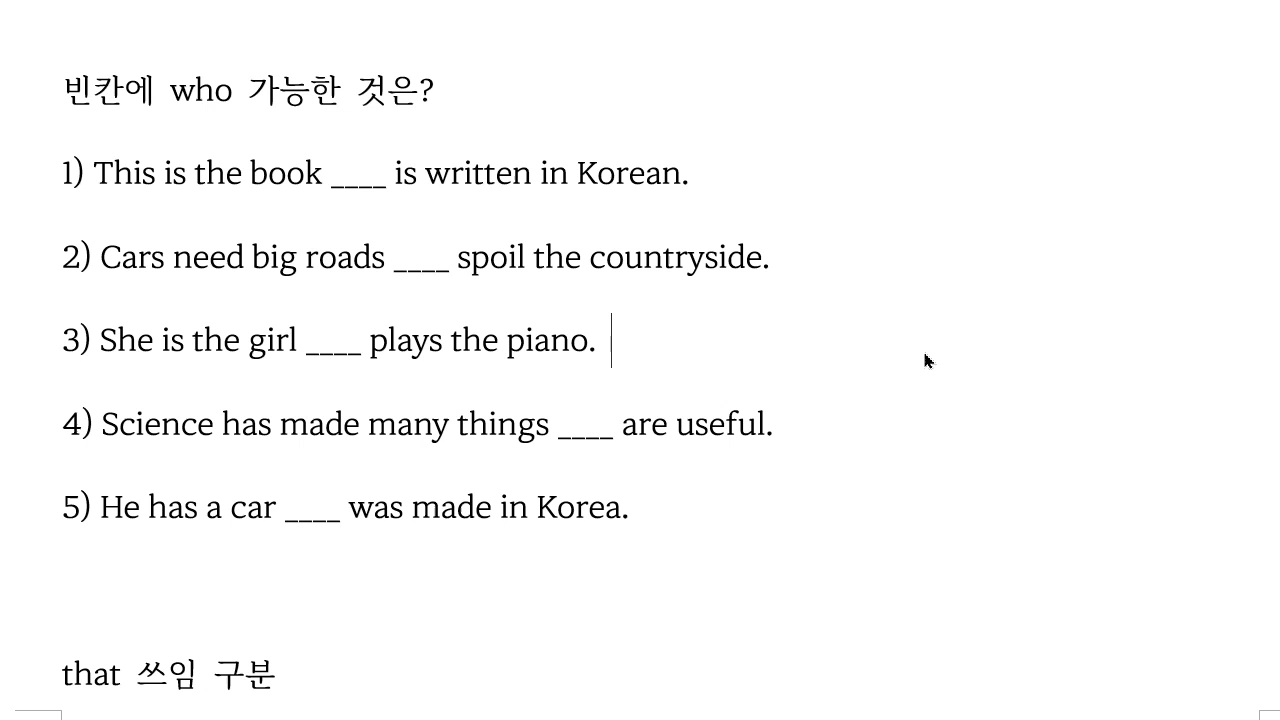 빈칸에 who 가능한 것은?
1) This is the book ____ is written in Korean.
2) Cars need big roads ____ spoil the countryside.
3) She is the girl ____ plays the piano.
4) Science has made many things ____ are useful.
5) He has a car ____ was made in Korea.
that 쓰임 구분